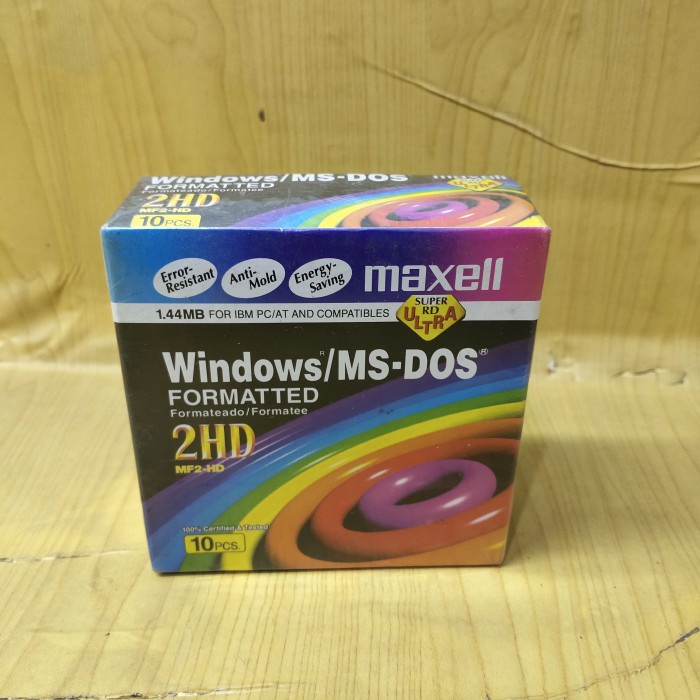 Windows/MS-DOS
maxell
FORMATTED
Formateado/Formatee
2HD
MF2-HD
10 PCS.
Error-
Resistant
Anti-
Mold
Energy-
Saving
maxell
1.44MB FOR IBM PC/AT AND COMPATIBLES
SUPER
RD
ULTRA
Windows®/MS-DOS®
FORMATTED
Formateado/Formatee
2HD
MF2-HD
100% Certified & Tested
10 PCS.